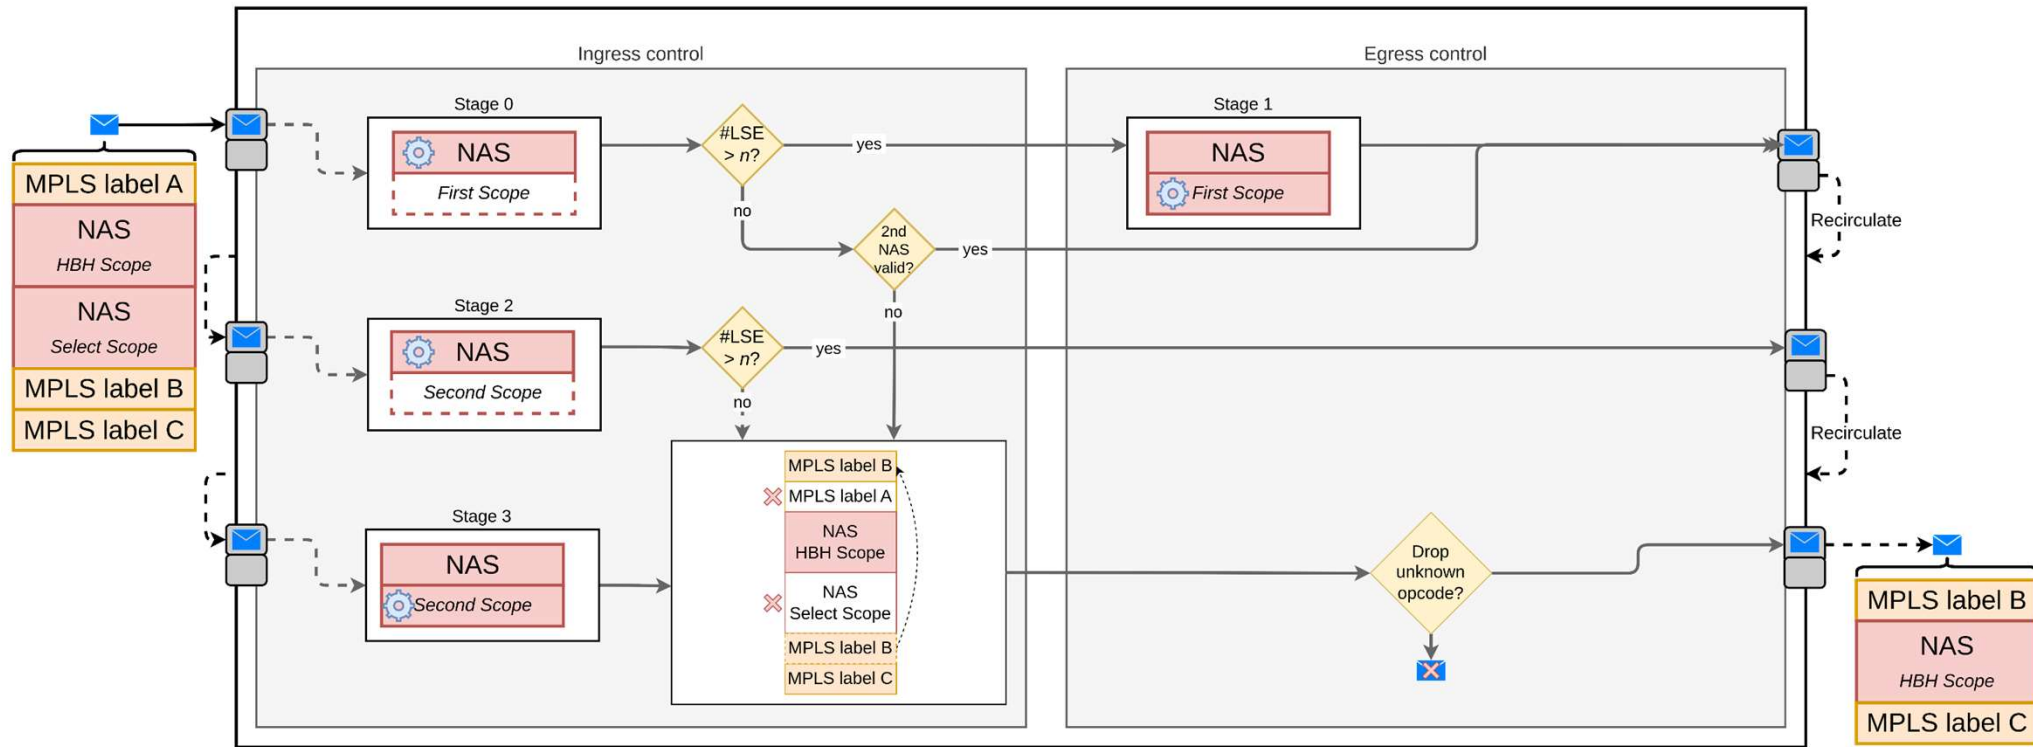 Ingress control
Egress control
Stage 0
NAS
First Scope
#LSE
> n?
yes
no
Stage 1
NAS
First Scope
2nd
NAS
valid?
yes
no
Recirculate
MPLS label A
NAS
HBH Scope
NAS
Select Scope
MPLS label B
MPLS label C
Stage 2
NAS
Second Scope
#LSE
> n?
yes
no
Recirculate
Stage 3
NAS
Second Scope
MPLS label B
MPLS label A
NAS
HBH Scope
NAS
Select Scope
MPLS label B
MPLS label C
Drop
unknown
opcode?
MPLS label B
NAS
HBH Scope
MPLS label C